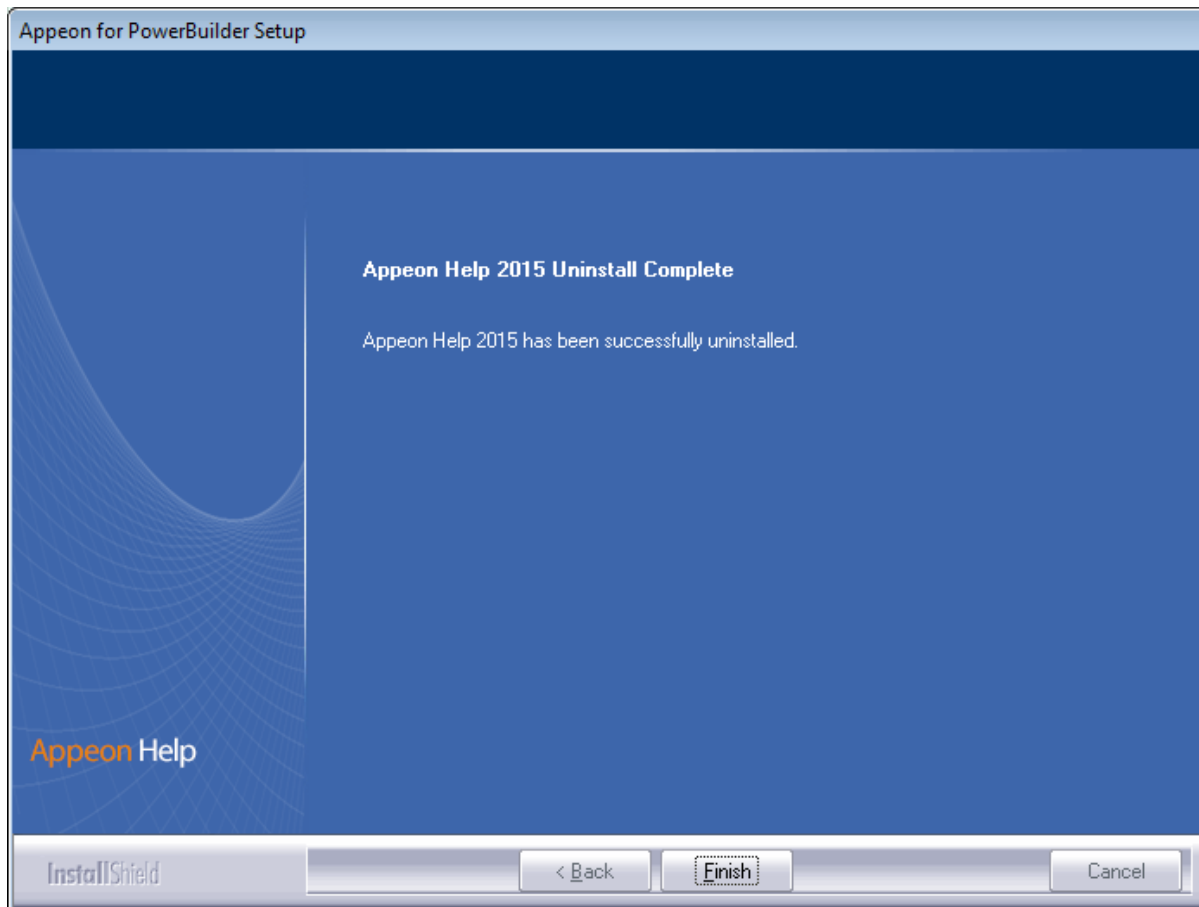 Appeon for PowerBuilder Setup
Appeon Help 2015 Uninstall Complete
Appeon Help 2015 has been successfully uninstalled.
Appeon Help
InstallShield
< Back
Finish
Cancel